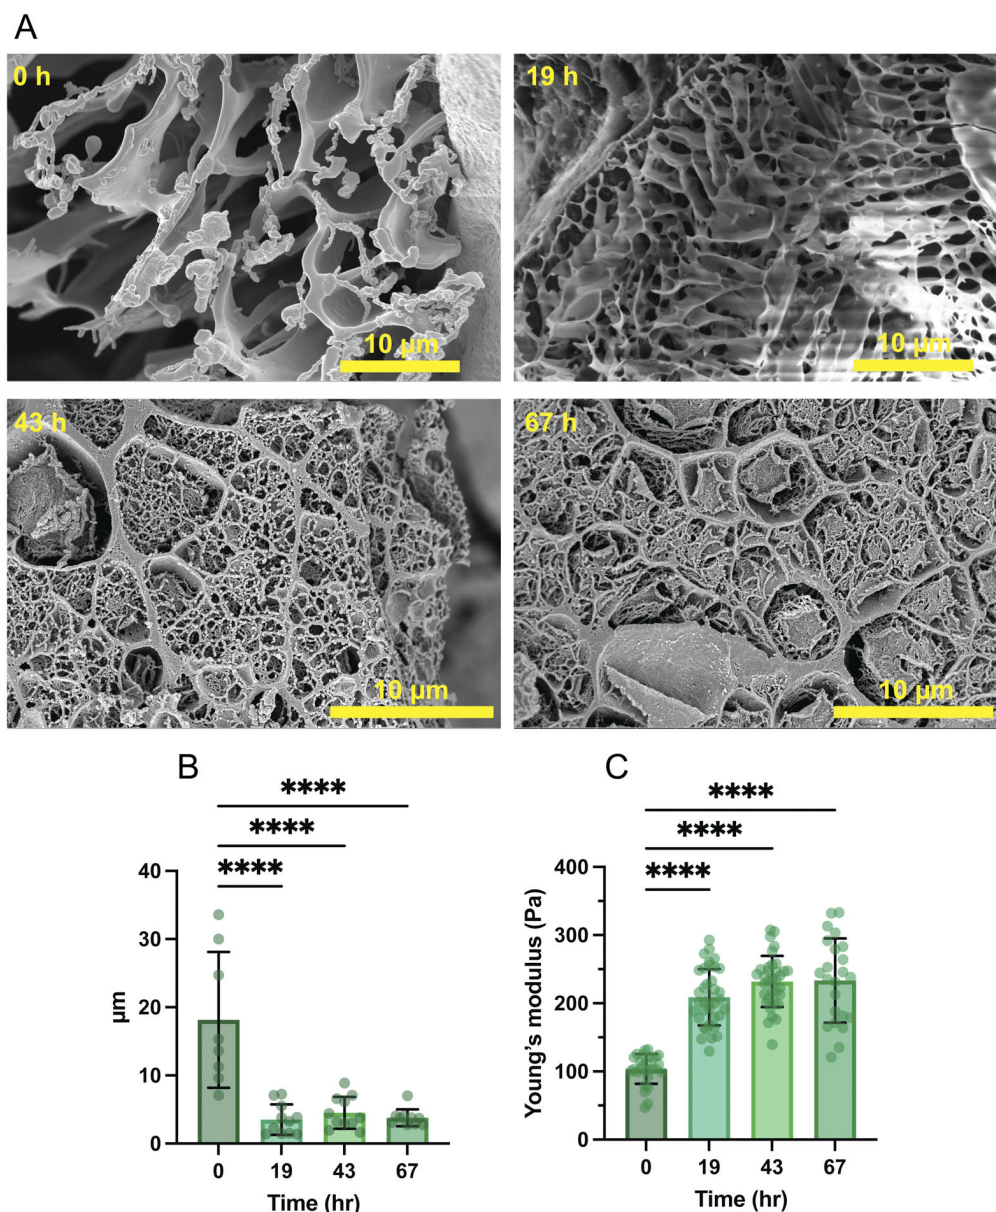 A
0 h
19 h
10 µm
10 µm
43 h
67 h
10 µm
10 µm
B
C
****
****
****
40
30
20
10
0
µm
0 19 43 67
Time (hr)
****
****
****
400
300
200
100
0
Young's modulus (Pa)
0 19 43 67
Time (hr)